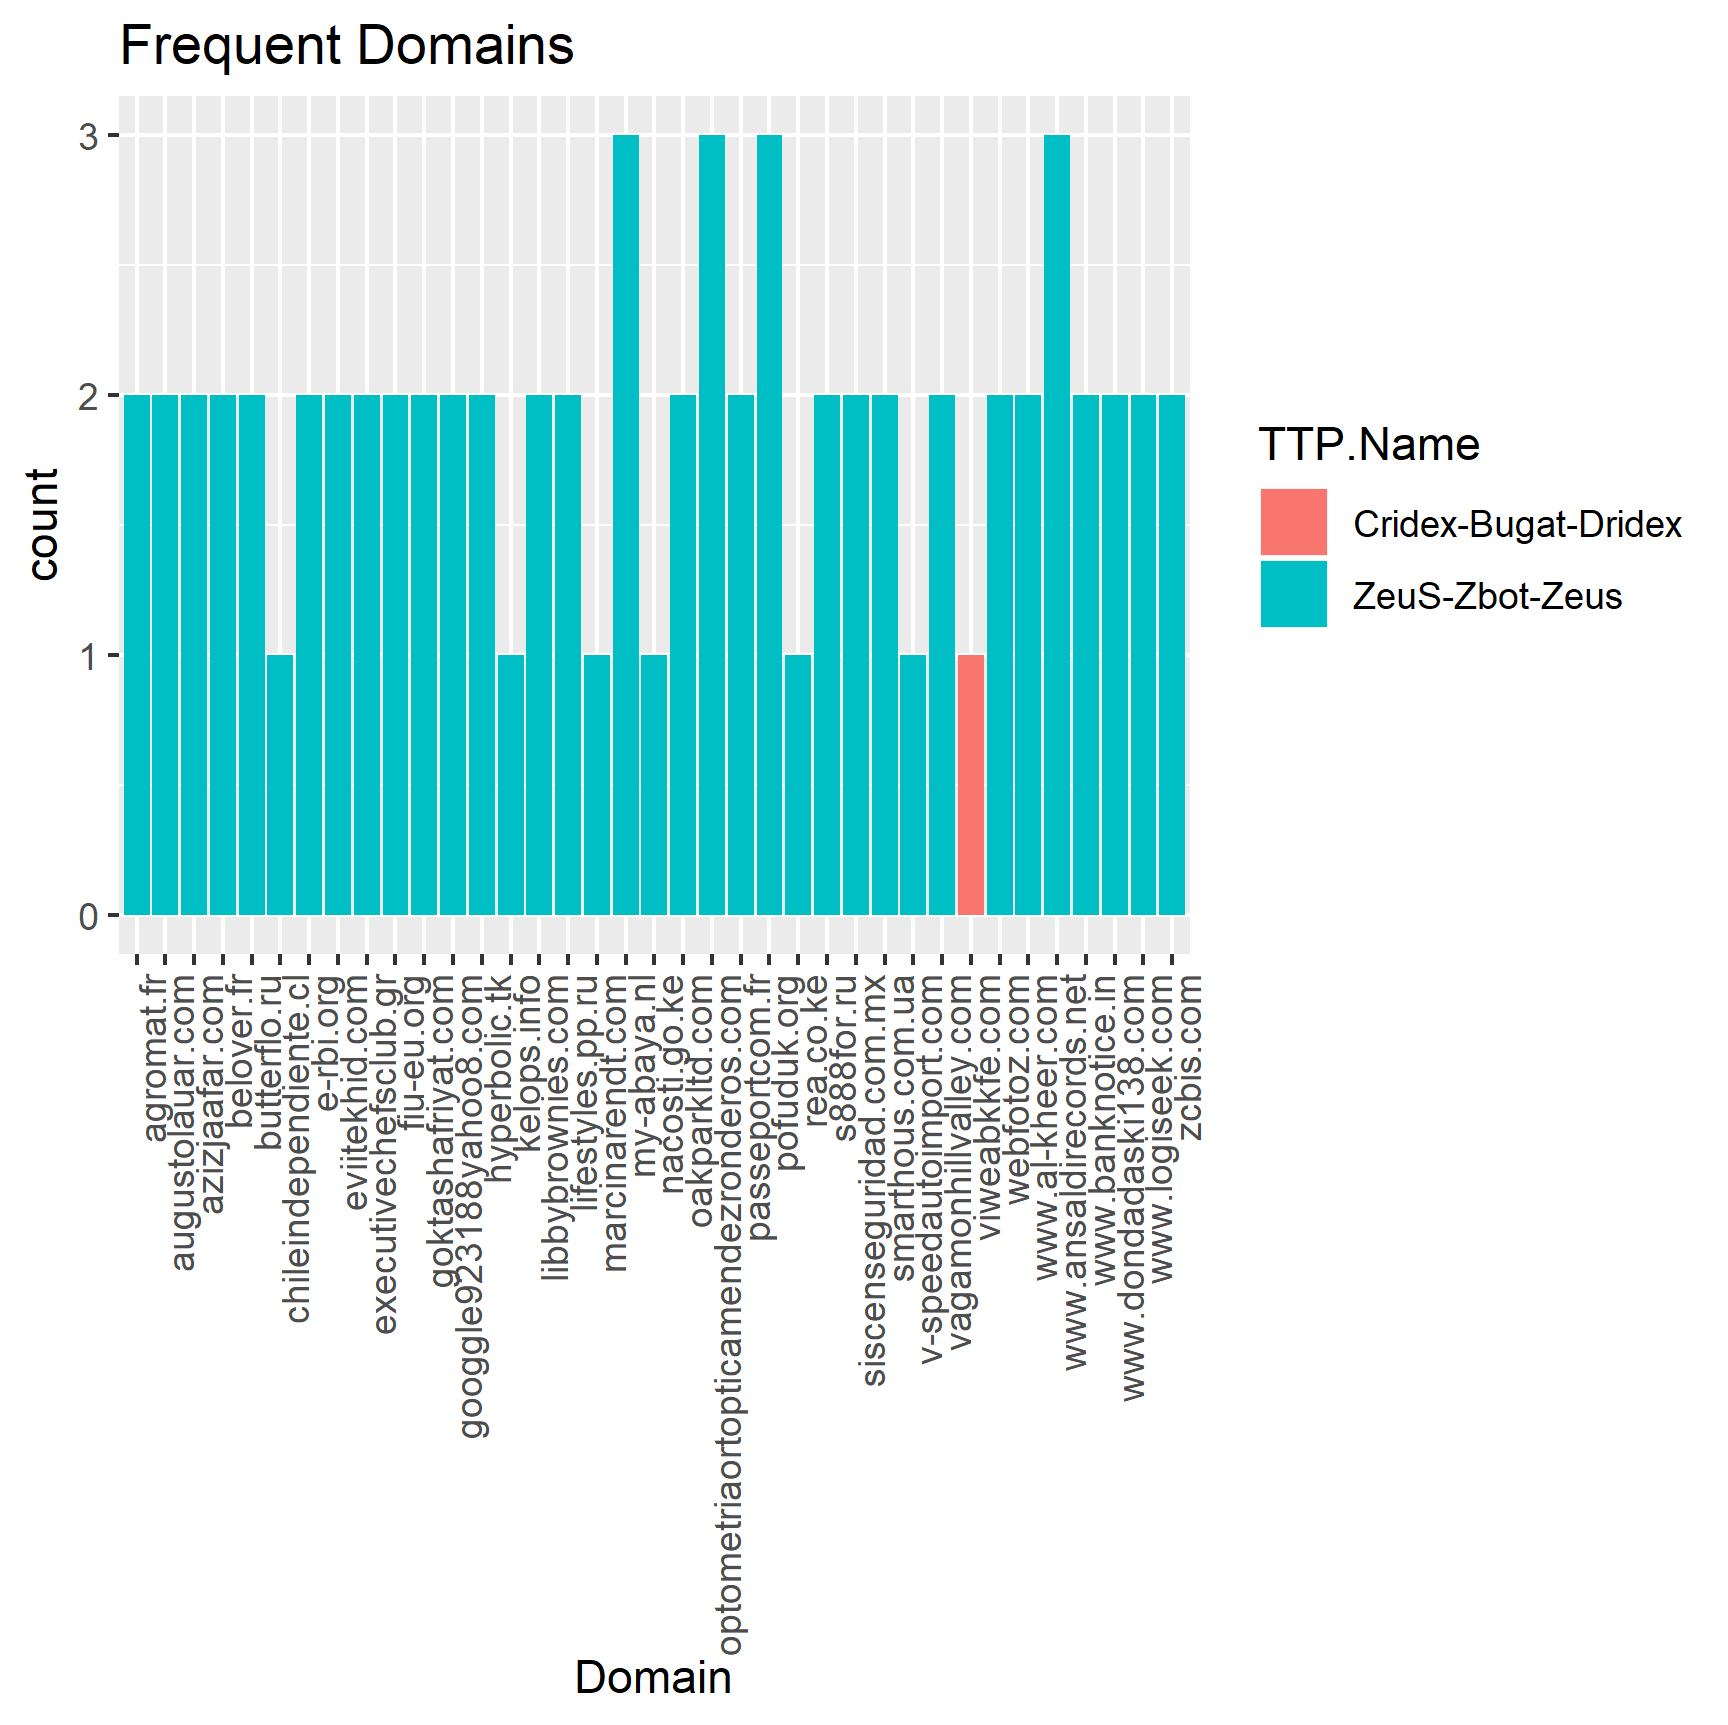 Frequent Domains
count
3
2
1
0
agromat.fr
augustolauar.com
azizjaafar.com
belover.fr
butterflo.ru
chileindependiente.cl
e-rbi.org
eviitekhid.com
executivechefsclub.gr
fiu-eu.org
goktashafriyat.com
googgle923188yahoo8.com
hyperbolic.tk
kelops.info
libbybrownies.com
lifestyles.pp.ru
marcinarendt.com
my-abaya.nl
nacosti.go.ke
oakparkltd.com
optometriaortopticamendezronderos.com
passeportcom.fr
pofuduk.org
rea.co.ke
s888for.ru
siscenseguridad.com.mx
smarthous.com.ua
v-speedautoimport.com
vagamonhillvalley.com
viweabkkfe.com
webfotoz.com
www.al-kheer.com
www.ansaldirecords.net
www.banknotice.in
www.dondadaski138.com
www.logiseek.com
zcbis.com
Domain
TTP.Name
Cridex-Bugat-Dridex
ZeuS-Zbot-Zeus